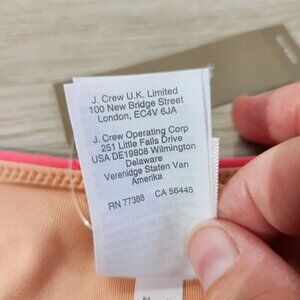 J. Crew U.K. Limited
100 New Bridge Street
London, EC4V 6JA
J. Crew Operating Corp
251 Little Falls Drive
USA DE19808 Wilmington
Delaware
Verenidge Staten Van
Amerika
RN 77388 CA 56445